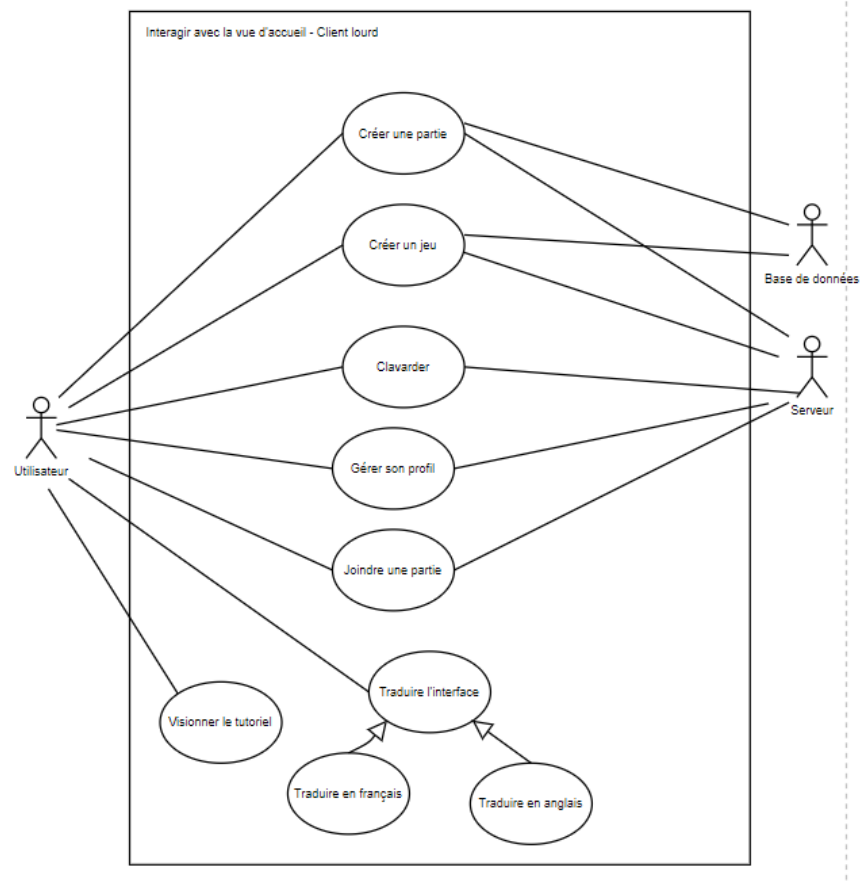 Interagir avec la vue d'accueil - Client lourd
Créer une partie
Créer un jeu
Base de données
Clavarder
Serveur
Utilisateur
Gérer son profil
Joindre une partie
Traduire l'interface
Visionner le tutoriel
Traduire en français
Traduire en anglais